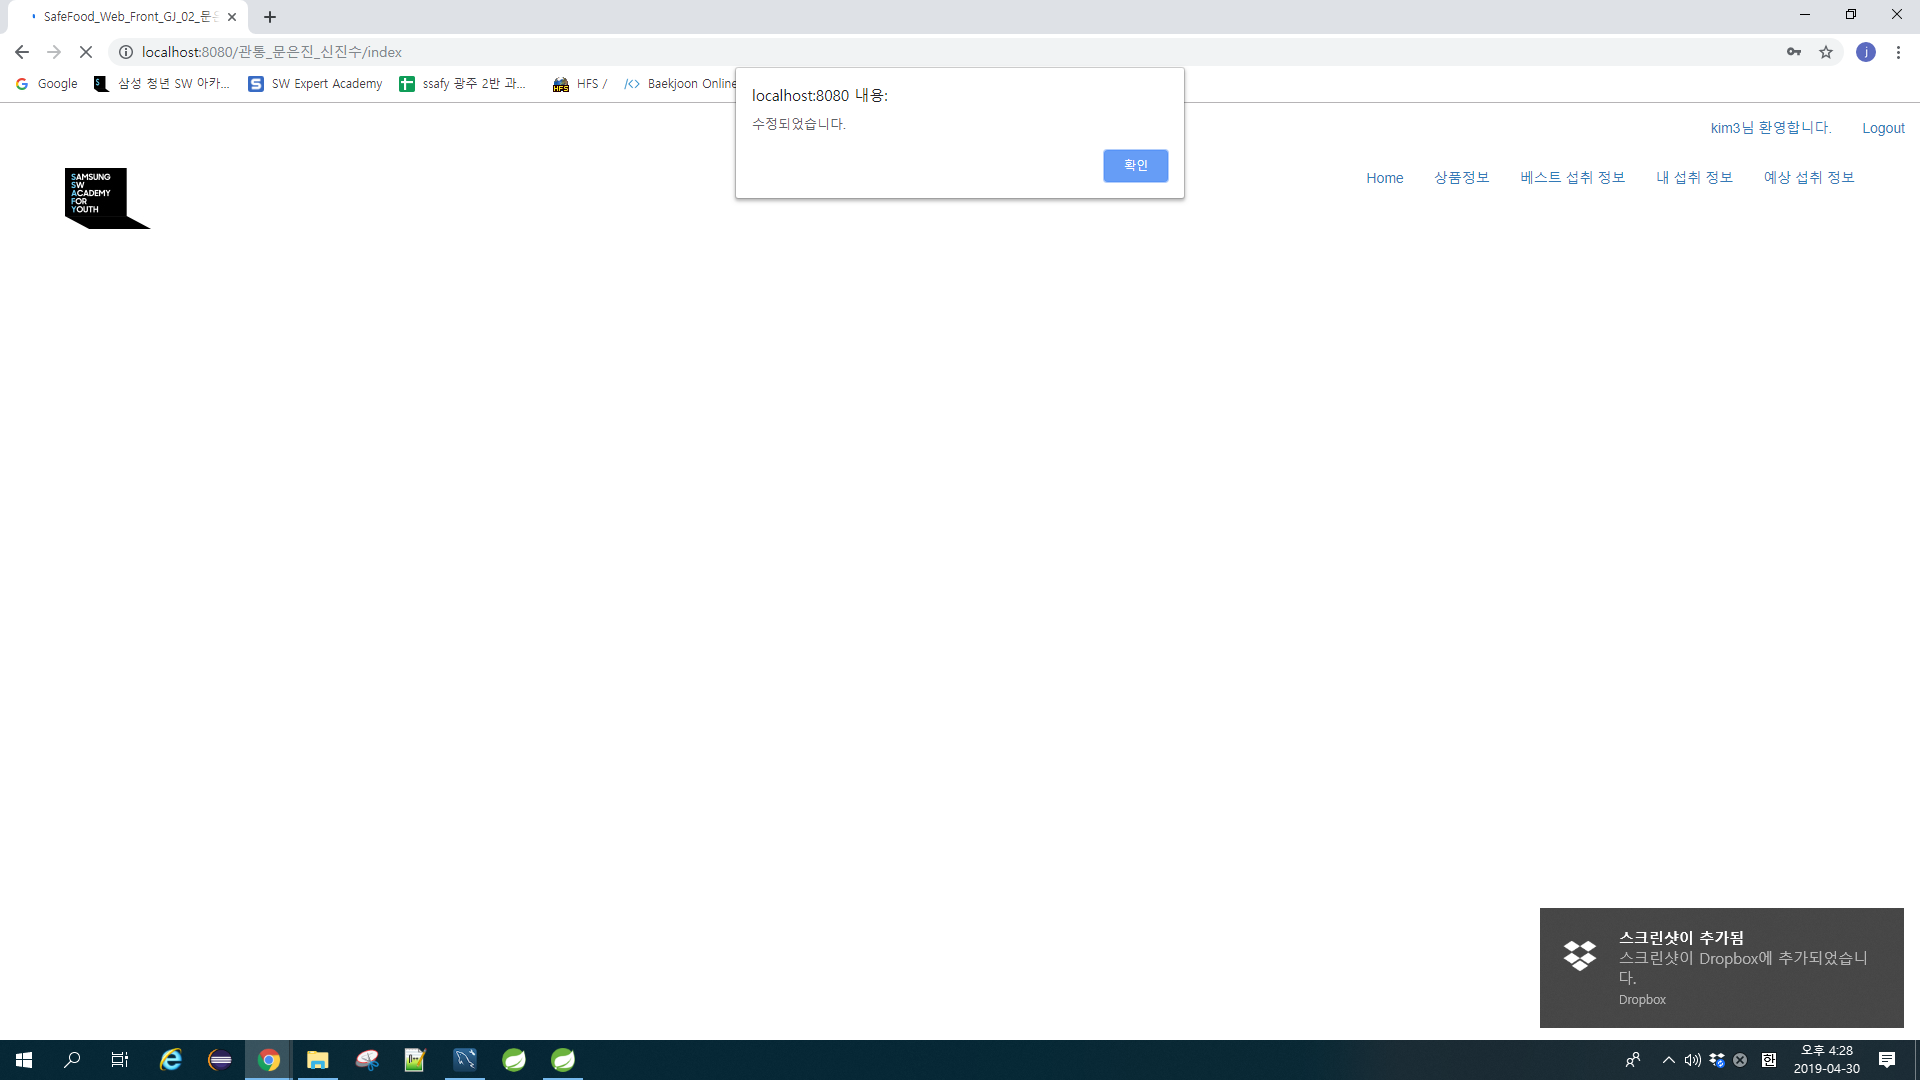 SafeFood_Web_Front_GJ_02_문은
localhost:8080/관통_문은진_신진수/index
j
Google
삼성 청년 SW 아카...
SW Expert Academy
ssafy 광주 2반 과...
HFS /
Baekjoon Online
localhost:8080 내용:
수정되었습니다.
확인
kim3님 환영합니다.
Logout
SAMSUNG
SW
ACADEMY
FOR
YOUTH
Home
상품정보
베스트 섭취 정보
내 섭취 정보
예상 섭취 정보
스크린샷이 추가됨
스크린샷이 Dropbox에 추가되었습니
다.
Dropbox
한
오후 4:28
2019-04-30